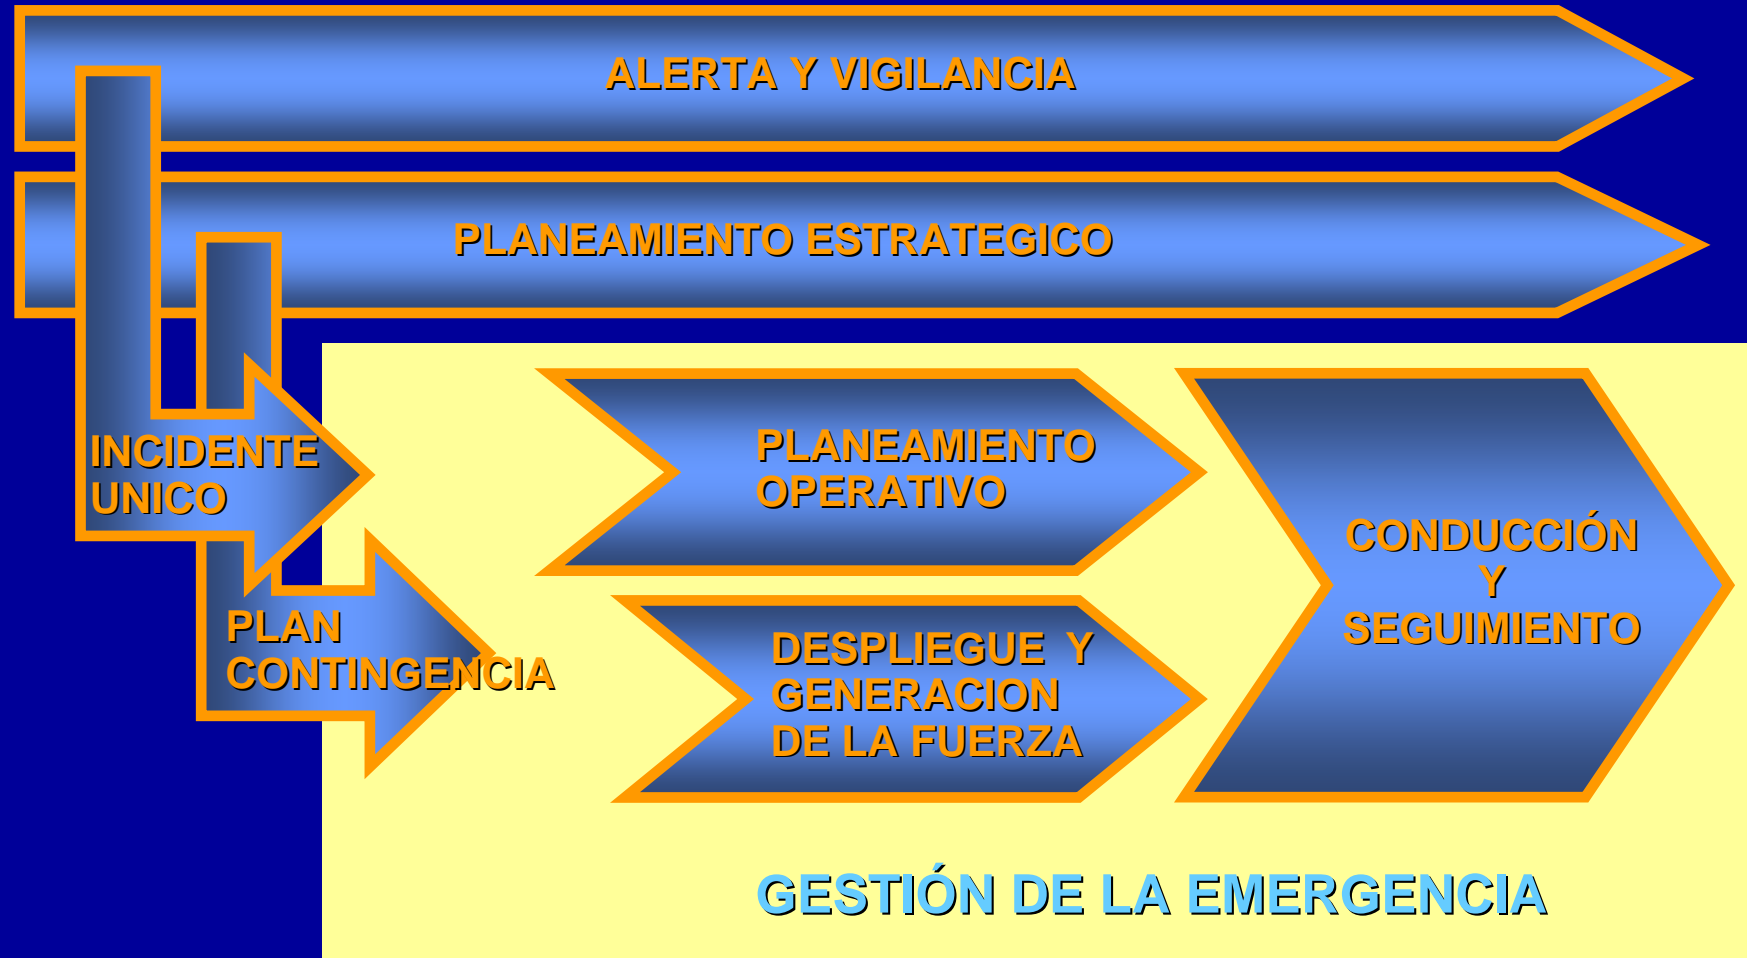 ALERTA Y VIGILANCIA
PLANEAMIENTO ESTRATEGICO
INCIDENTE
UNICO
PLAN
CONTINGENCIA
PLANEAMIENTO
OPERATIVO
DESPLIEGUE Y
GENERACION
DE LA FUERZA
CONDUCCIÓN
Y
SEGUIMIENTO
GESTIÓN DE LA EMERGENCIA